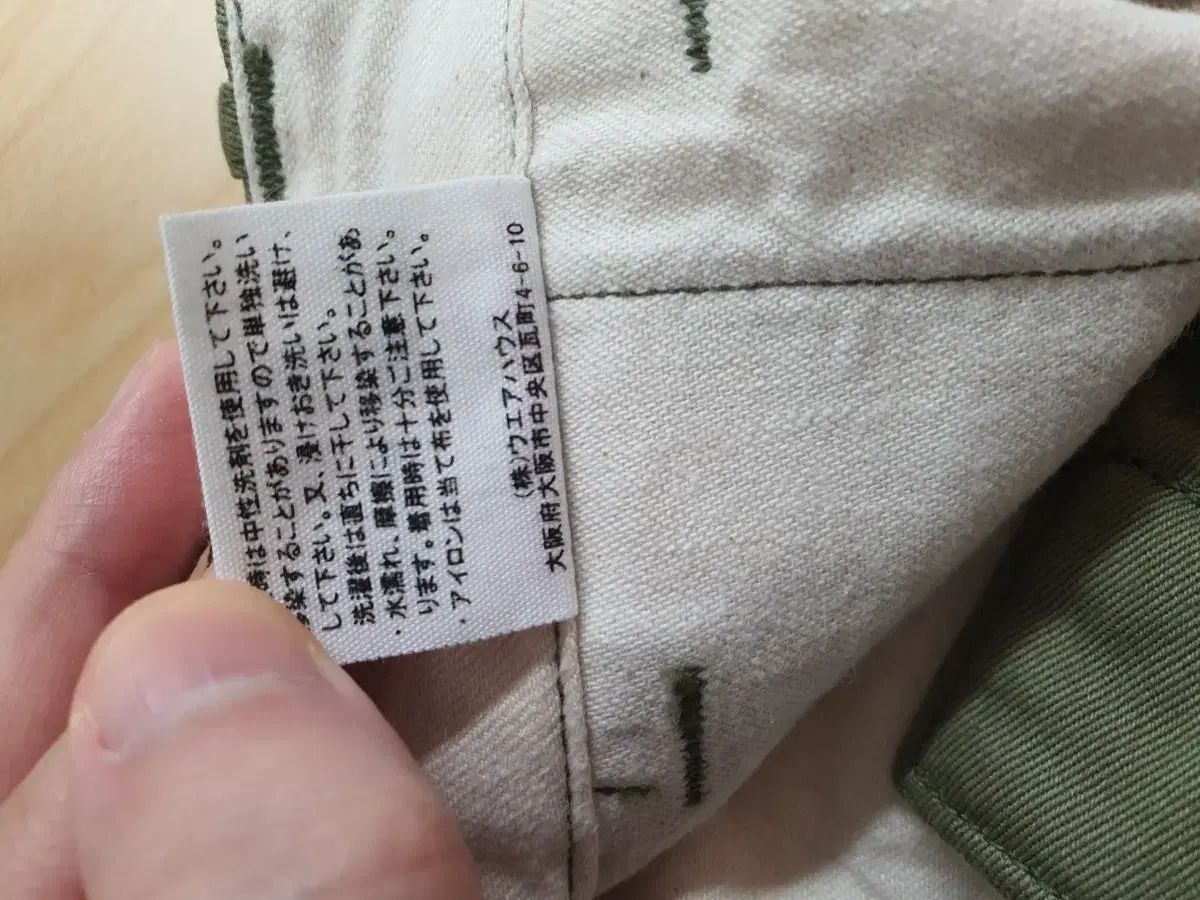 時は中性洗剤を使用して下さい。
移染することがありますので単独洗い
して下さい。又、浸けおき洗いは避け、
洗濯後は直ちに干して下さい。
・水濡れ、摩擦により移染することがあ
ります。着用時は十分ご注意下さい。
・アイロンは当て布を使用して下さい。
(株)ウエアハウス
大阪府大阪市中央区瓦町4-6-10